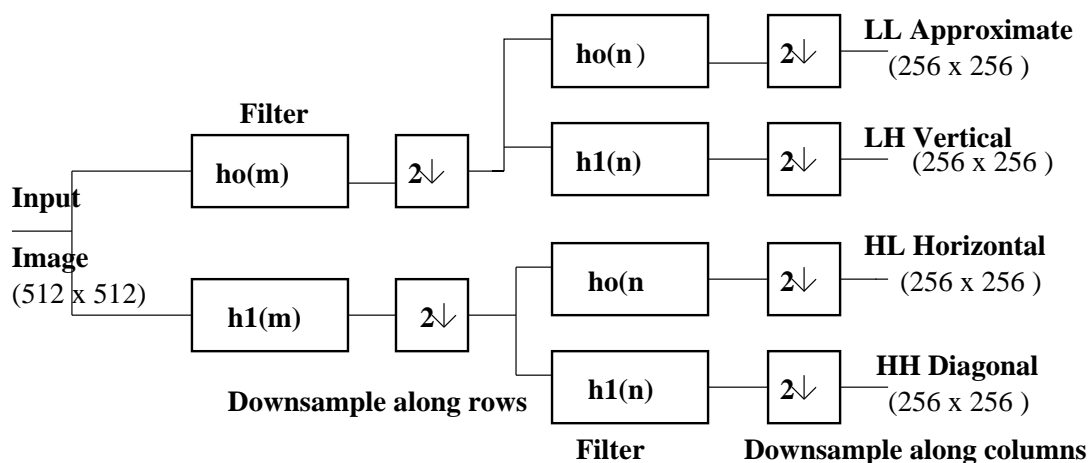 ho(n )
2↓
LL Approximate
(256 x 256 )
Filter
h1(n)
2↓
LH Vertical
(256 x 256 )
ho(m)
2↓
Input
Image
(512 x 512)
ho(n
2↓
HL Horizontal
(256 x 256 )
h1(m)
2↓
HH Diagonal
(256 x 256 )
h1(n)
2↓
Downsample along rows
Filter
Downsample along columns